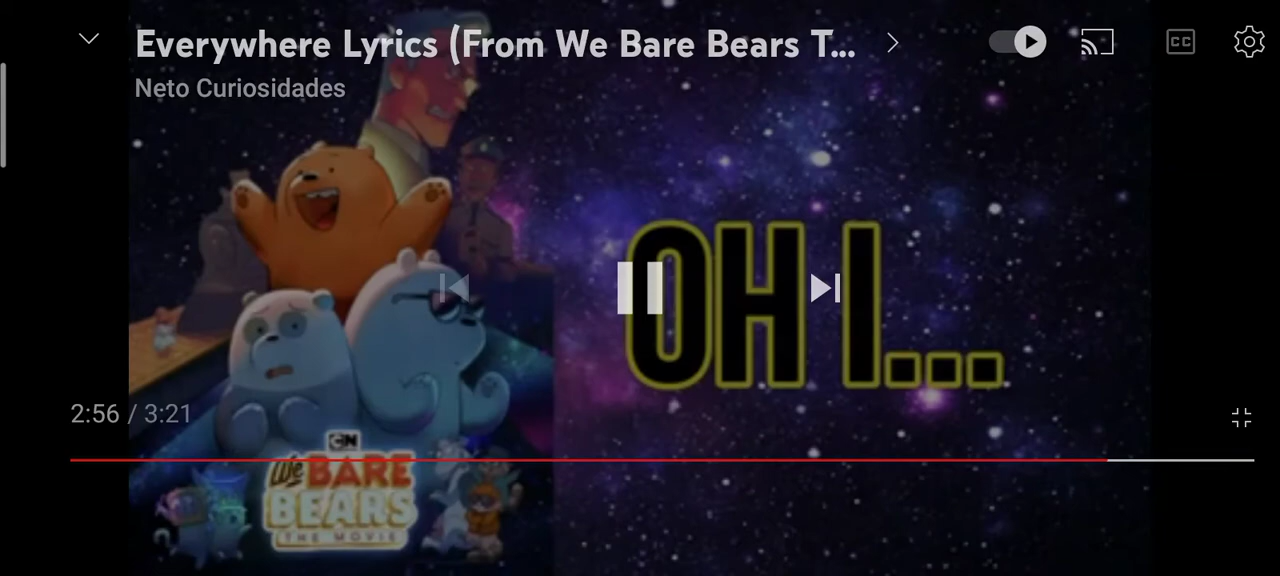 Everywhere Lyrics (From We Bare Bears T...
Neto Curiosidades
CC
OH I...
2:56 / 3:21
CN
We BARE
BEARS
THE MOVIE